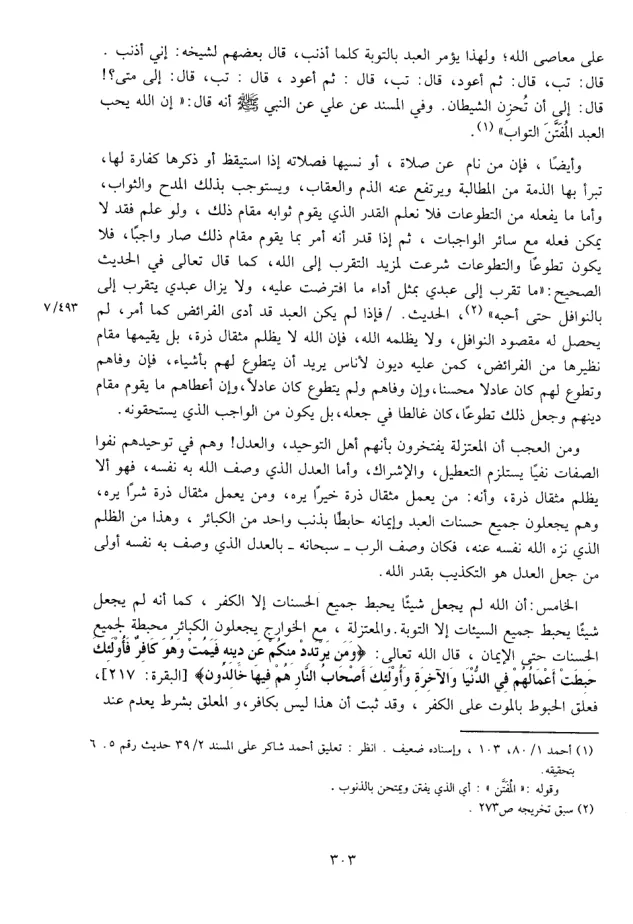 على معاصى الله؛ ولهذا يؤمر العبد بالتوبة كلما أذنب، قال بعضهم لشيخه: إني أذنب .
قال: تب، قال: ثم أعود، قال: تب، قال : ثم أعود ، قال : تب، قال: إلى متى؟!
قال: إلى أن تُحزِن الشيطان. وفي المسند عن علي عن النبي ﷺ أنه قال:« إن الله يحب
العبد المُفَتَّنَ التواب» (١).
وأيضًا ، فإن من نام عن صلاة ، أو نسيها فصلاته إذا استيقظ أو ذكرها كفارة لها،
تبرأ بها الذمة من المطالبة ويرتفع عنه الذم والعقاب، ويستوجب بذلك المدح والثواب،
وأما ما يفعله من التطوعات فلا نعلم القدر الذي يقوم ثوابه مقام ذلك ، ولو علم فقد لا
يمكن فعله مع سائر الواجبات ، ثم إذا قدر أنه أمر بما يقوم مقام ذلك صار واجبًا، فلا
يكون تطوعًا والتطوعات شرعت لمزيد التقرب إلى الله، كما قال تعالى في الحديث
الصحيح:«ما تقرب إلى عبدي بمثل أداء ما افترضت عليه، ولا يزال عبدي يتقرب إلى
بالنوافل حتى أحبه» (٢)، الحديث. /فإذا لم يكن العبد قد أدى الفرائض كما أمر، لم
٧/٤٩٣
يحصل له مقصود النوافل، ولا يظلمه الله، فإن الله لا يظلم مثقال ذرة، بل يقيمها مقام
نظيرها من الفرائض، كمن عليه ديون لأناس يريد أن يتطوع لهم بأشياء، فإن وفاهم
وتطوع لهم كان عادلا محسنا،وإن وفاهم ولم يتطوع كان عادلاً،وإن أعطاهم ما يقوم مقام
دينهم وجعل ذلك تطوعًا،كان غالطا في جعله،بل يكون من الواجب الذي يستحقونه.
ومن العجب أن المعتزلة يفتخرون بأنهم أهل التوحيد، والعدل! وهم في توحيدهم نفوا
الصفات نفيًا يستلزم التعطيل، والإشراك، وأما العدل الذي وصف الله به نفسه، فهو ألا
يظلم مثقال ذرة، وأنه: من يعمل مثقال ذرة خيرًا يره، ومن يعمل مثقال ذرة شرًا يره،
وهم يجعلون جميع حسنات العبد وإيمانه حابطًا بذنب واحد من الكبائر ، وهذا من الظلم
الذي نزه الله نفسه عنه، فكان وصف الرب ـ سبحانه ـ بالعدل الذي وصف به نفسه أولى
من جعل العدل هو التكذيب بقدر الله.
الخامس: أن الله لم يجعل شيئًا يحبط جميع الحسنات إلا الكفر ، كما أنه لم يجعل
شيئًا يحبط جميع السيئات إلا التوبة.والمعتزلة ، مع الخوارج يجعلون الكبائر محبطة لجميع
الحسنات حتى الإيمان ، قال الله تعالى: ﴿وَمَن يَرْتَدِدْ مِنكُمْ عَن دِينِهِ فَيَمُتْ وَهُوَ كَافِرٌ فَأُوْلَئِكَ
حَبِطَتْ أَعْمَالُهُمْ فِي الدُّنْيَا وَالآخِرَةِ وَأُوْلَئِكَ أَصْحَابُ النَّارِ هُمْ فِيهَا خَالِدُونَ﴾ [البقرة: ٢١٧]،
فعلق الحبوط بالموت على الكفر ، وقد ثبت أن هذا ليس بكافر،و المعلق بشرط يعدم عند
(١) أحمد ٨٠/١، ١٠٣ ، وإسناده ضعيف . انظر : تعليق أحمد شاكر على المسند ٣٩/٢ حديث رقم ٦٠٥
بتحقيقه.
وقوله :« المُفَتَّن » : أي الذي يفتن ويمتحن بالذنوب .
(٢) سبق تخريجه ص٢٧٣ .
٣٠٣